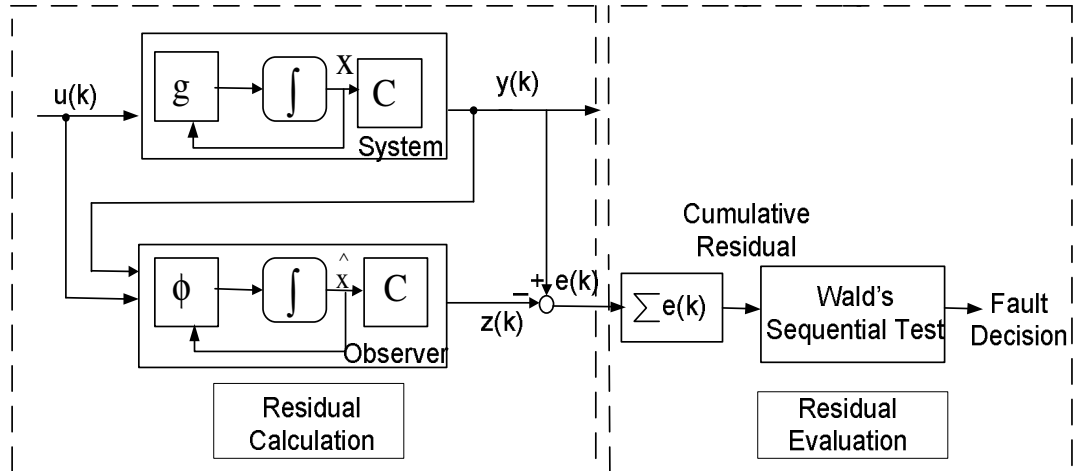 u(k)
g
∫
X
C
System
y(k)
ϕ
∫
^
x
C
Observer
z(k)
−
+
e(k)
Cumulative
Residual
∑ e(k)
Wald's
Sequential Test
Fault
Decision
Residual
Calculation
Residual
Evaluation